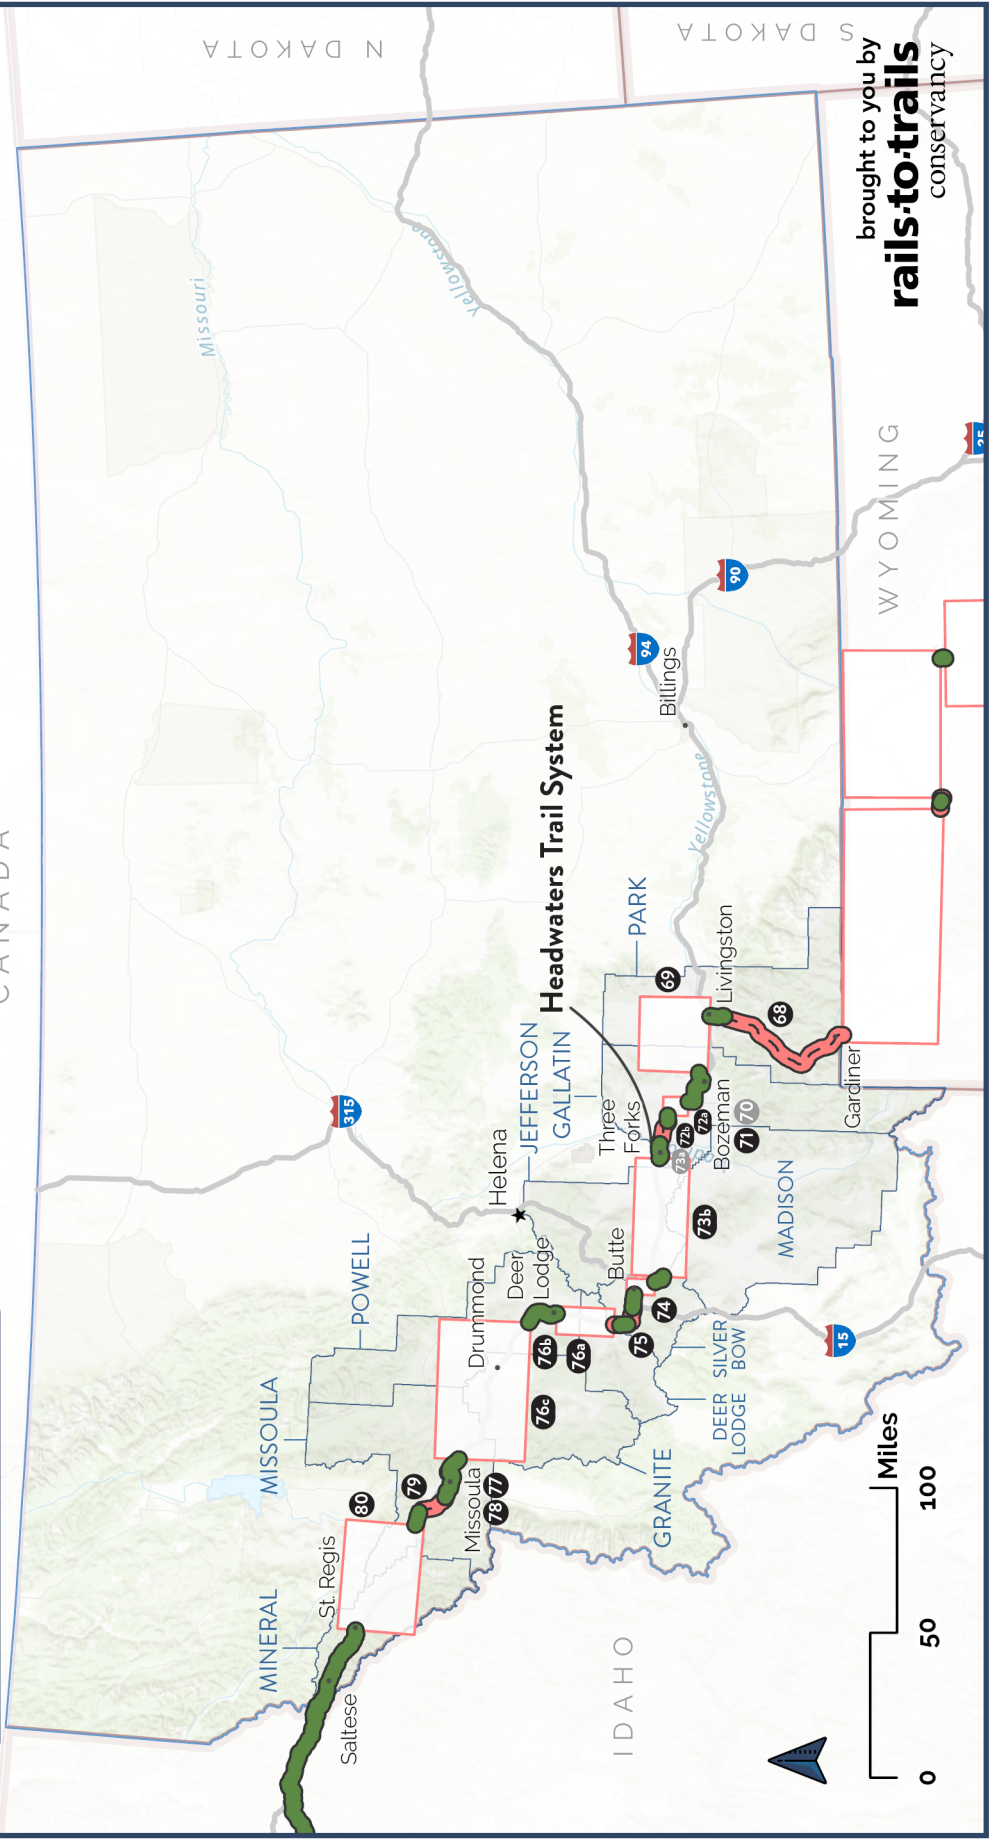 CANADA
N DAKOTA
S DAKOTA
WYOMING
IDAHO
Missouri
Yellowstone
Yellowstone
MINERAL
MISSOULA
POWELL
JEFFERSON
GALLATIN
PARK
GRANITE
DEER
LODGE
SILVER
BOW
MADISON
Saltese
St. Regis
Missoula
Drummond
Deer
Lodge
Helena
Butte
Three
Forks
Bozeman
Livingston
Gardiner
Billings
Headwaters Trail System
315
94
90
15
25
80
79
78
77
76c
76b
76a
75
74
73b
73a
72b
72a
71
70
69
68
0
50
100
Miles
brought to you by
rails·to·trails
conservancy